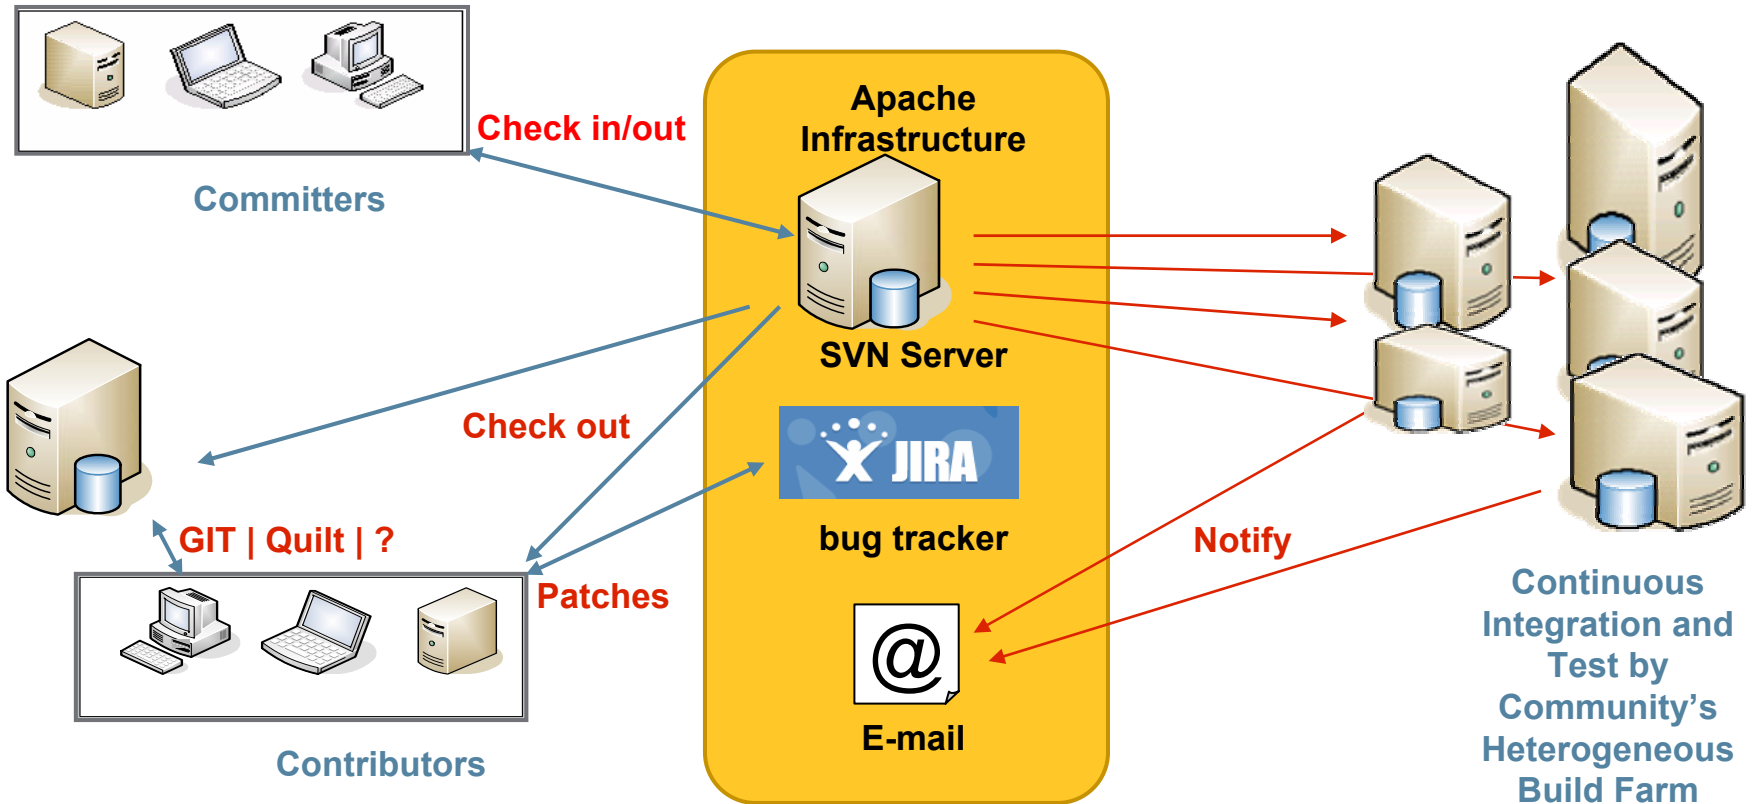 Apache
Infrastructure
Check in/out
Committers
SVN Server
Check out
JIRA
bug tracker
GIT | Quilt | ?
Patches
Notify
@
E-mail
Contributors
Continuous
Integration and
Test by
Community’s
Heterogeneous
Build Farm